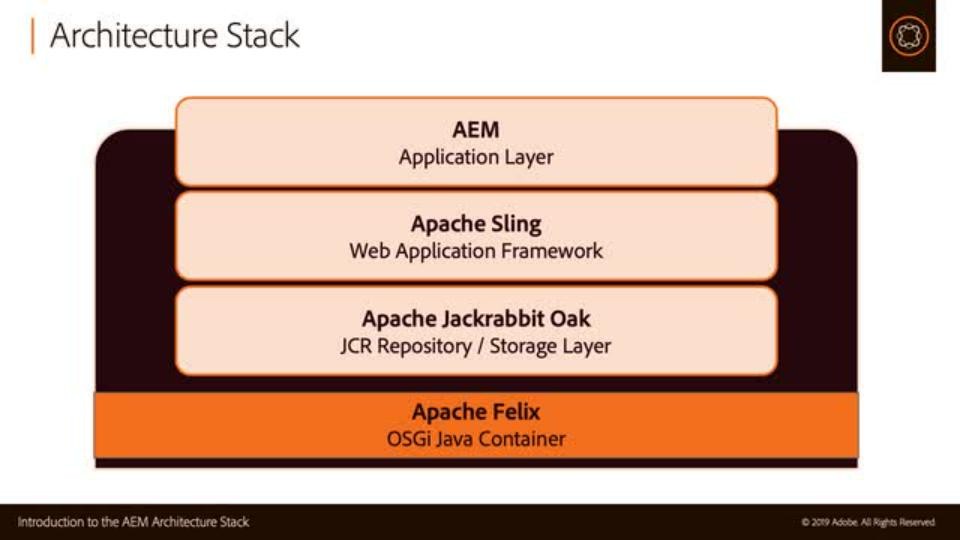 Architecture Stack
AEM
Application Layer
Apache Sling
Web Application Framework
Apache Jackrabbit Oak
JCR Repository / Storage Layer
Apache Felix
OSGi Java Container
Introduction to the AEM Architecture Stack
© 2019 Adobe. All Rights Reserved.